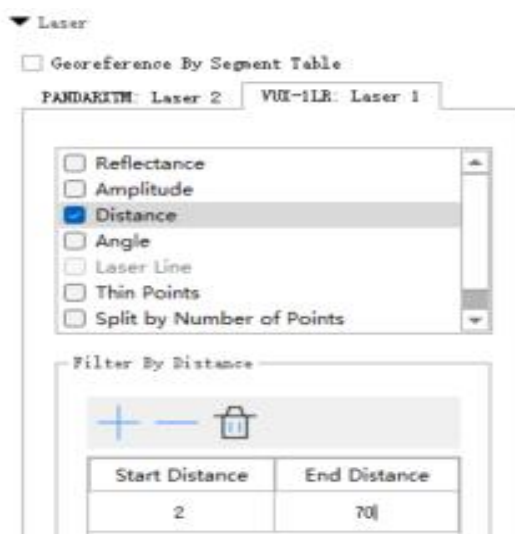 Laser
Georeference By Segment Table
PANDARXTM: Laser 2 VUX-1LR: Laser 1
Reflectance
Amplitude
Distance
Angle
Laser Line
Thin Points
Split by Number of Points
Filter By Distance
Start Distance End Distance
2 70